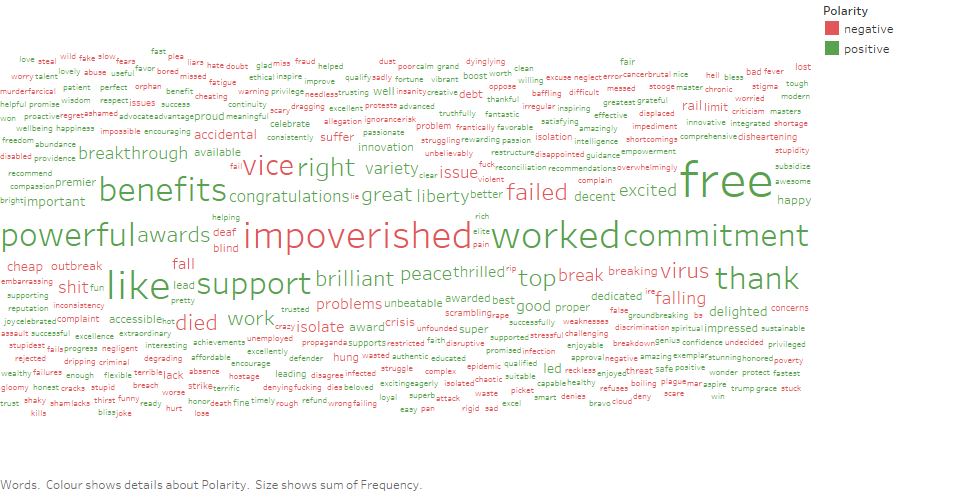 Polarity
negative
positive
fast
love steal wild fake slow plea fair
fears liars hate doubt glad miss fraud helped dust poor calm grand dying lying clean lost
worry talent lovely abuse useful favor bored missed fatigue ethical inspire improve qualify sadly fortune vibrant boost worth willing excuse neglect error cancer brutal nice hell bless bad fever
murder farcical patient perfect orphan benefit cheating warning privilege needless trusting well insanity creative debt oppose baffling difficult messed stooge master chronic stigma tough
helpful promise wisdom respect issues success continuity scary dragging excellent protests advanced thankful irregular inspiring greatest grateful rail limit worried modern
won proactive regret ashamed advocate advantage proud meaningful celebrate allegation ignorance risk truthfully fantastic satisfying effective displaced criticism masters
wellbeing happiness impossible encouraging accidental consistently suffer passionate problem frantically favorable amazingly impediment innovative integrated shortage
freedom abundance innovation struggling rewarding passion isolation intelligence shortcomings comprehensive disheartening
disabled providence breakthrough available unbelievably restructure disappointed guidance empowerment stupidity
recommend fail vice right variety clear issue fuck violent reconciliation recommendations overwhelmingly free subsidize
compassion premier benefits complain awesome
bright important congratulations lie great liberty better failed decent excited happy
helping rich
powerful awards deaf impoverished elite worked commitment
blind pain
cheap outbreak fall
embarrassing shit fun like lead support brilliant peace thrilled rip top break breaking virus thank
supporting pretty dedicated ire falling
reputation inconsistency problems unbeatable awarded best good proper false
joy celebrated complaint accessible hot died work trusted scrambling rape groundbreaking bs delighted concerns
assault successful extraordinary crazy isolate award crisis unfounded super successfully weaknesses discrimination spiritual impressed sustainable
stupidest excellence achievements unemployed propaganda supports restricted faith disruptive supported stressful challenging breakdown genius confidence undecided privileged
fails progress negligent interesting excellently promised infection enjoyable
rejected dripping criminal degrading affordable defender hung wasted authentic educated approval negative amazing exemplar stunning honored poverty
wealthy failures enough flexible terrible lack absence encourage leading disagree infected struggle complex epidemic qualified led reckless enjoyed threat safe positive wonder protect fastest
gloomy honest cracks stupid breach worse strike terrific hostage denying fucking dies beloved exciting eagerly isolated chaotic suitable capable healthy refuses boiling plague mar aspire trump grace stuck
trust shaky sham lacks thirst funny ready hurt honor death fine timely rough refund wrong failing loyal superb attack waste picket smart denies cloud deny scare win
kills bliss joke lose easy pan rigid sad excel bravo
Words.  Colour shows details about Polarity.  Size shows sum of Frequency.